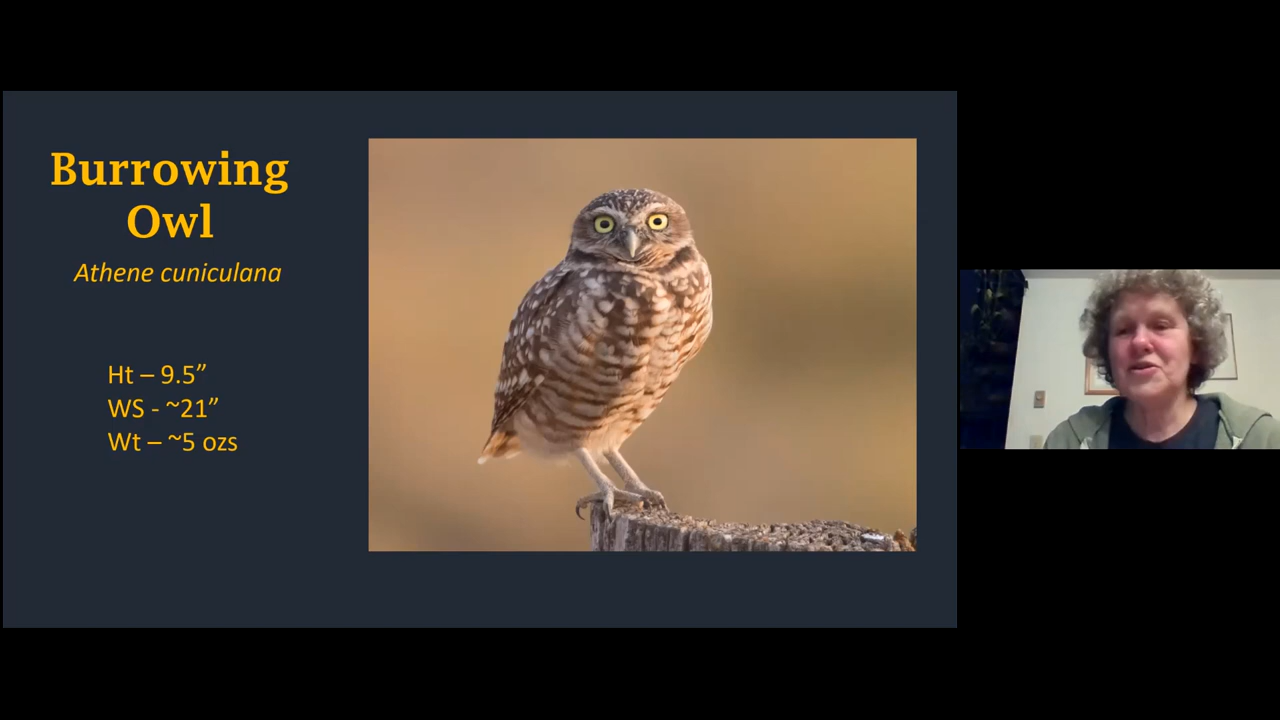 Burrowing
Owl
Athene cuniculana
Ht – 9.5”
WS - ~21”
Wt – ~5 ozs